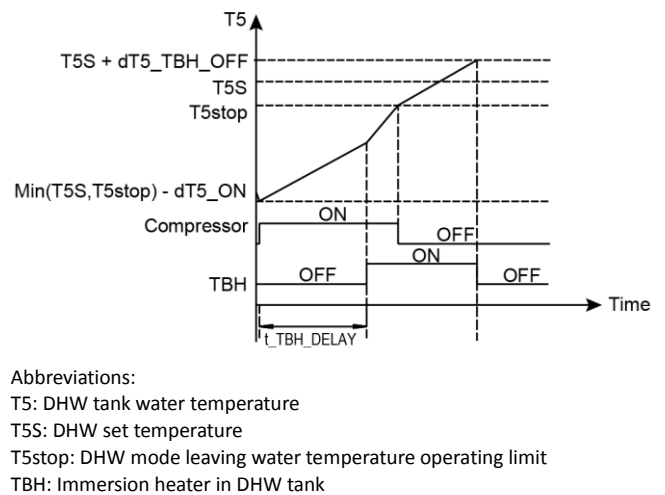 T5
T5S + dT5_TBH_OFF
T5S
T5stop
Min(T5S,T5stop) - dT5_ON
ON
Compressor
OFF
ON
TBH
OFF
OFF
Time
t_TBH_DELAY
Abbreviations:
T5: DHW tank water temperature
T5S: DHW set temperature
T5stop: DHW mode leaving water temperature operating limit
TBH: Immersion heater in DHW tank